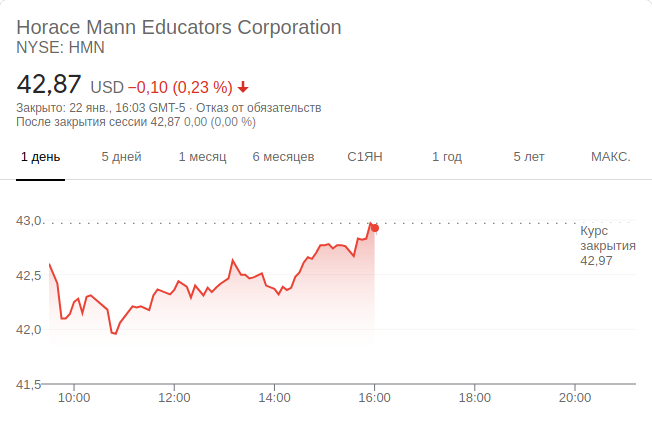 Horace Mann Educators Corporation
NYSE: HMN
42,87 USD −0,10 (0,23 %)
Закрыто: 22 янв., 16:03 GMT-5 · Отказ от обязательств
После закрытия сессии 42,87 0,00 (0,00 %)
1 день 5 дней 1 месяц 6 месяцев С1ЯН 1 год 5 лет МАКС.
43,0
Курс
закрытия
42,97
42,5
42,0
41,5
10:00 12:00 14:00 16:00 18:00 20:00